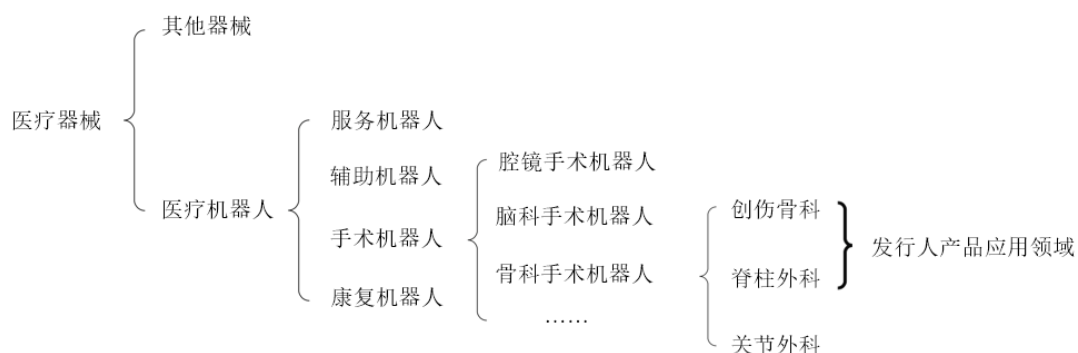 其他器械
医疗器械
医疗机器人
服务机器人
辅助机器人
手术机器人
康复机器人
腔镜手术机器人
脑科手术机器人
骨科手术机器人
……
创伤骨科
脊柱外科
关节外科
发行人产品应用领域